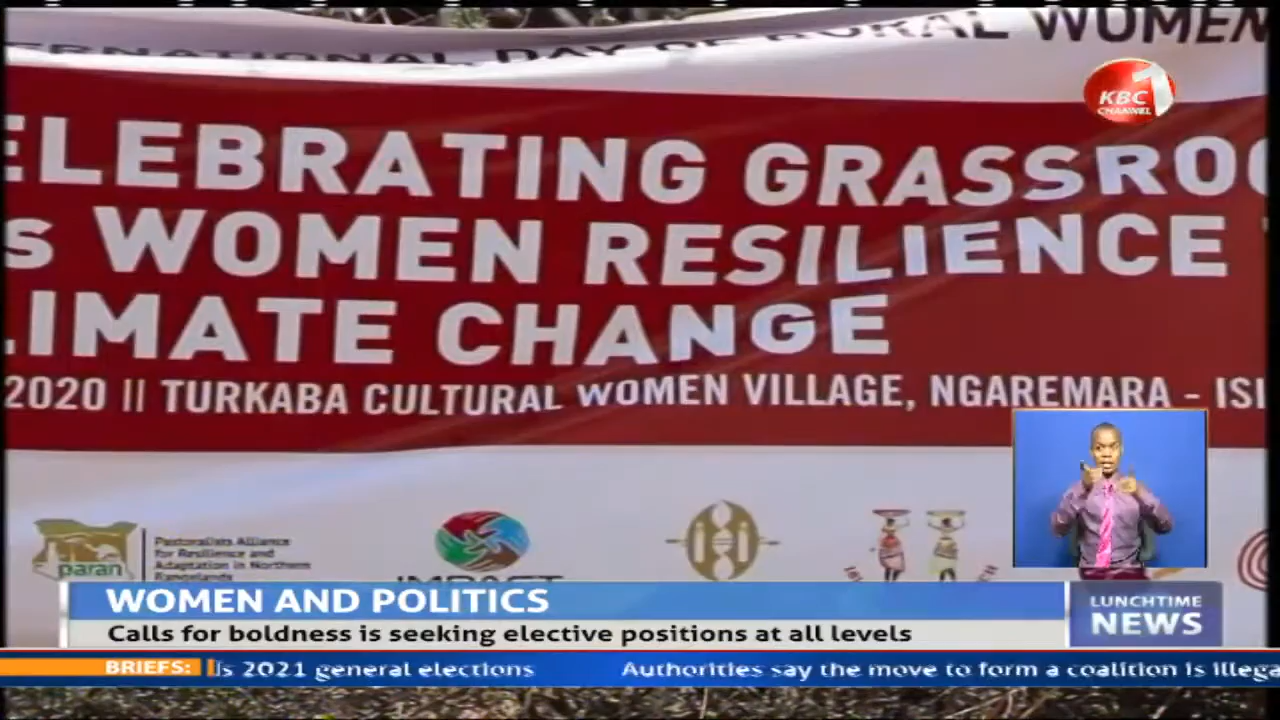 ERNATIONAL DAY OF RURAL WOMEN
KBC 1
CHANNEL
ELEBRATING GRASSROO
s WOMEN RESILIENCE
LIMATE CHANGE
2020 || TURKABA CULTURAL WOMEN VILLAGE, NGAREMARA - ISI
paran
Pastoralists Alliance
for Resilience and
Adaptation in Northern
Rangelands
IMPACT
WOMEN AND POLITICS
Calls for boldness is seeking elective positions at all levels
LUNCHTIME
NEWS
BRIEFS:
ls 2021 general elections Authorities say the move to form a coalition is illega